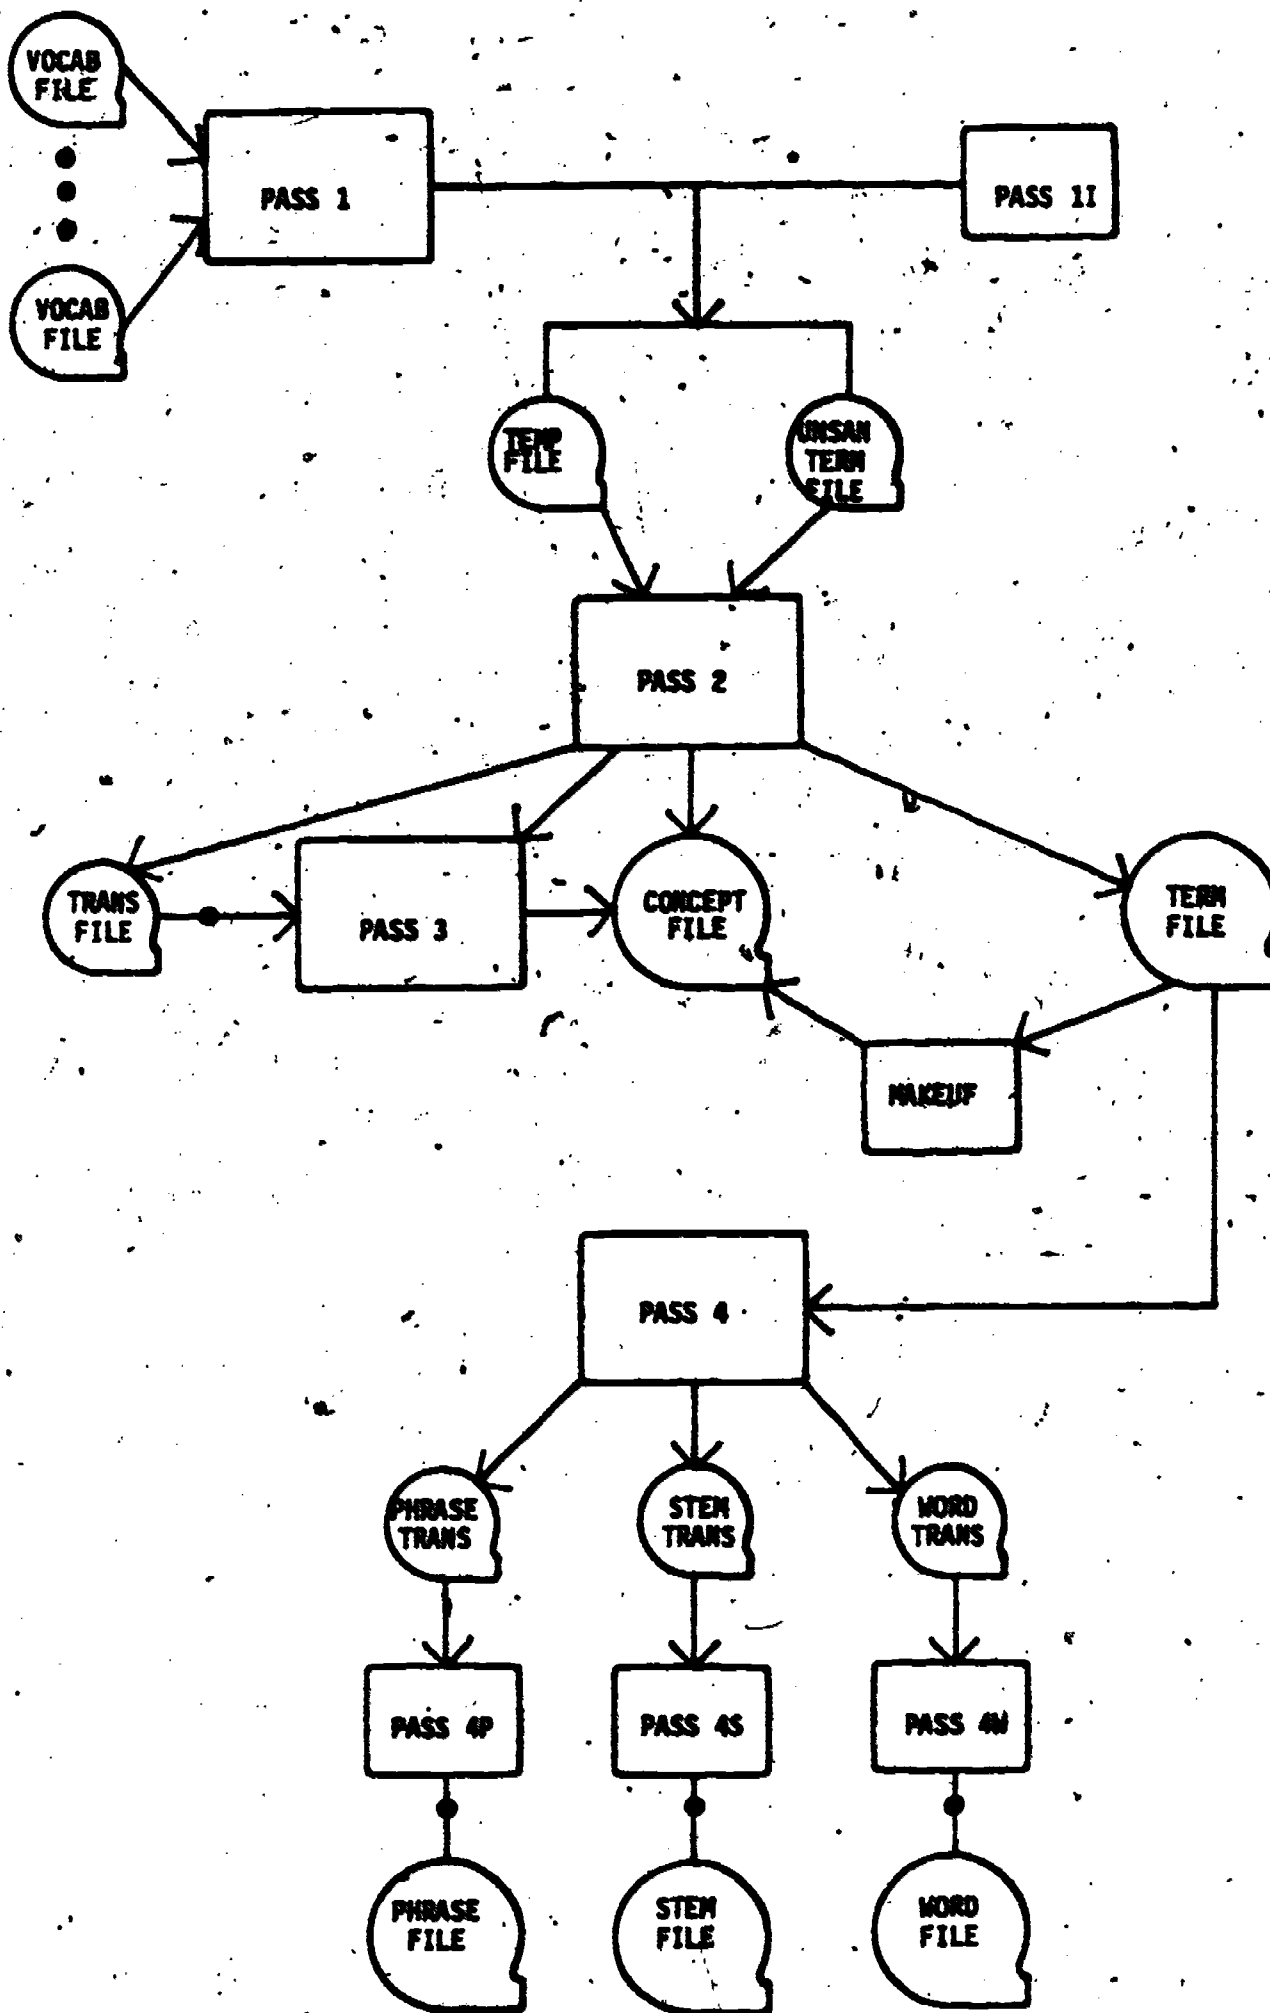 VOCAB
FILE
PASS 1
PASS 1I
VOCAB
FILE
TEMP
FILE
UNSAN
TERM
FILE
PASS 2
TRANS
FILE
PASS 3
CONCEPT
FILE
TERM
FILE
MAKEUF
PASS 4
PHRASE
TRANS
STEM
TRANS
WORD
TRANS
PASS 4P
PASS 4S
PASS 4W
PHRASE
FILE
STEM
FILE
WORD
FILE